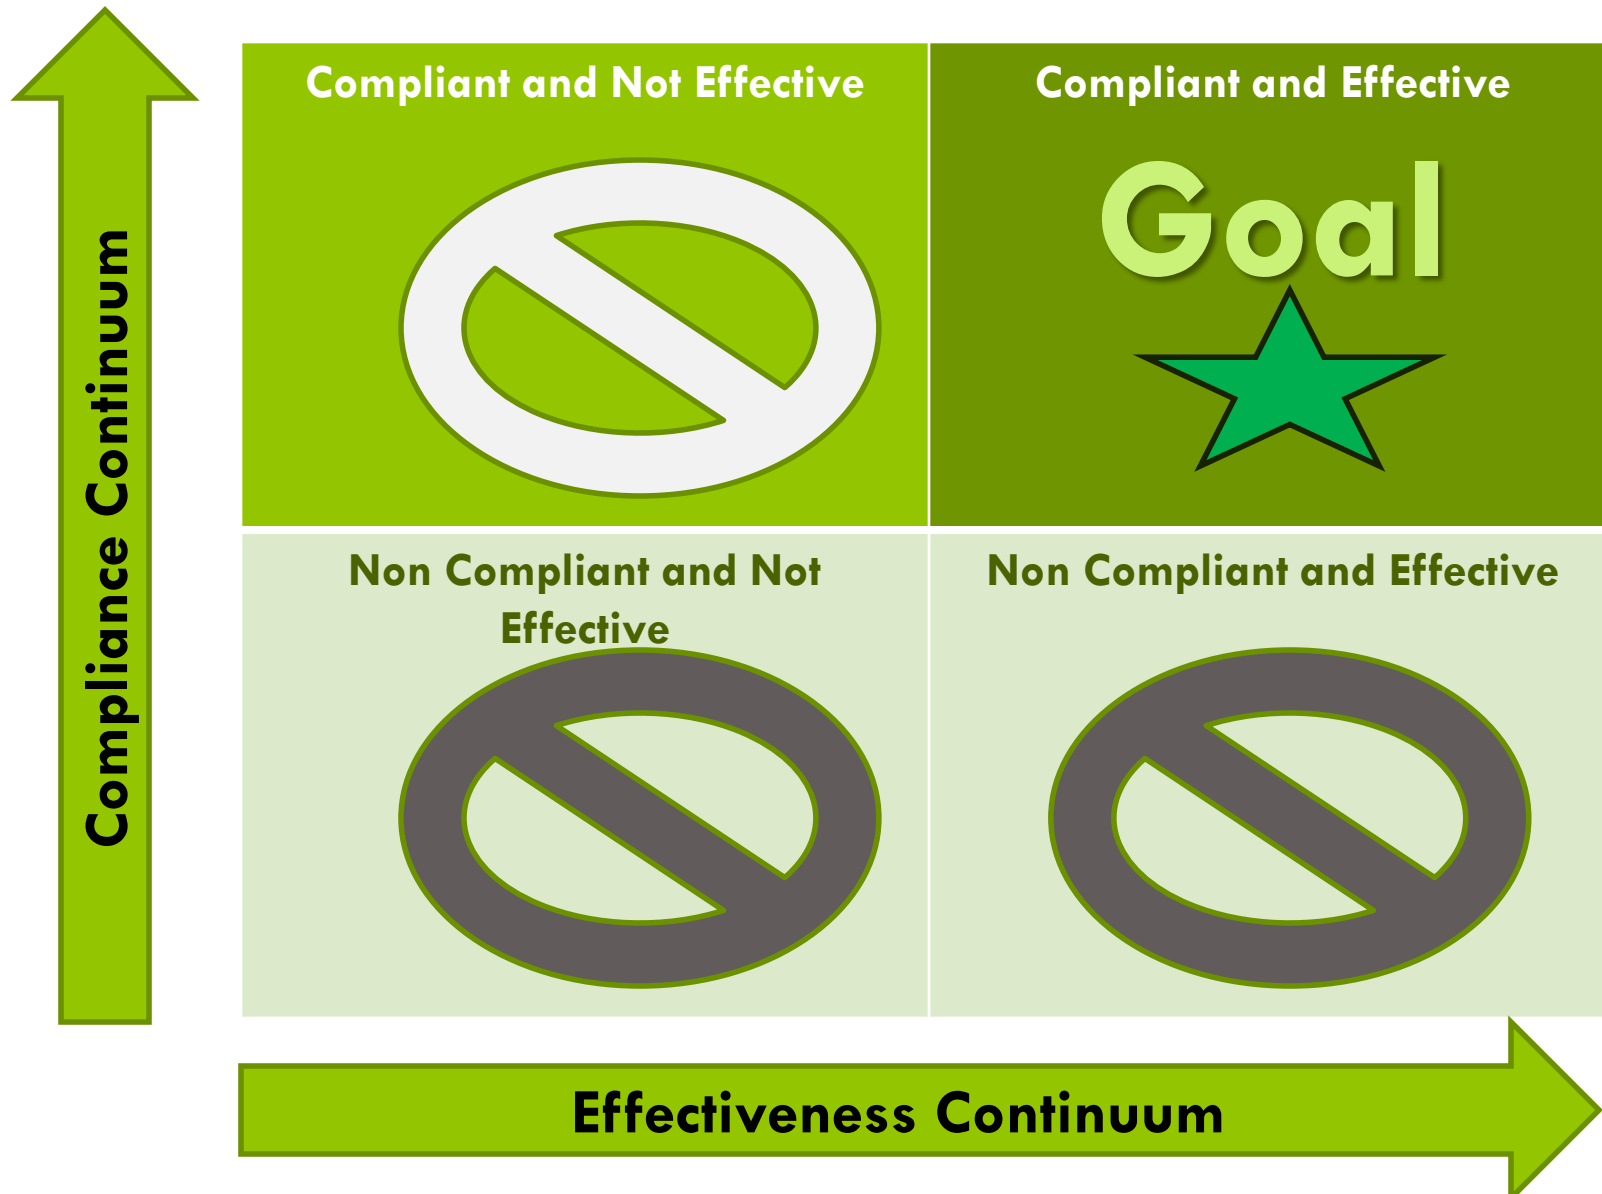 Compliance Continuum
Compliant and Not Effective
Compliant and Effective
Goal
Non Compliant and Not
Effective
Non Compliant and Effective
Effectiveness Continuum